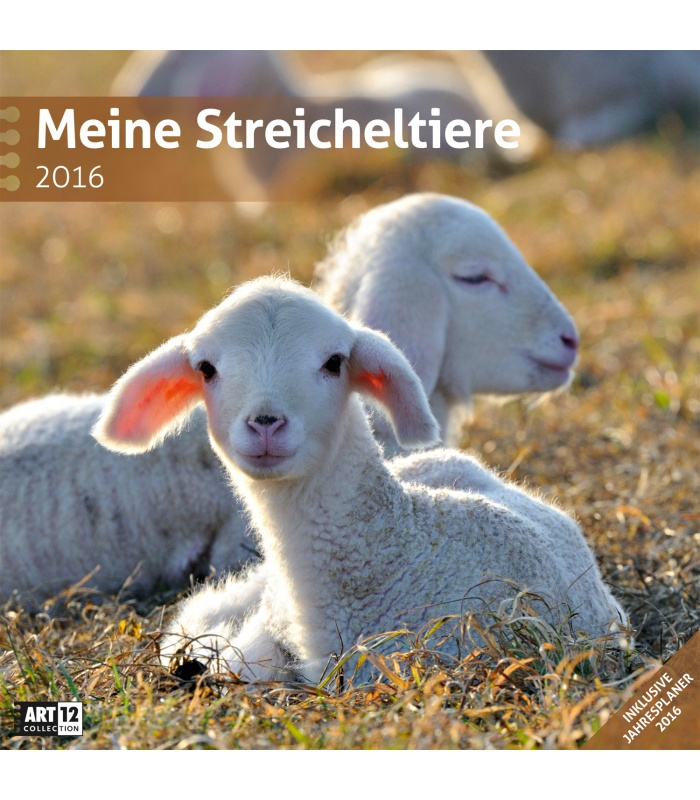 Meine Streicheltiere
2016
ART 12
COLLECTION
INKLUSIVE
JAHRESPLANER
2016